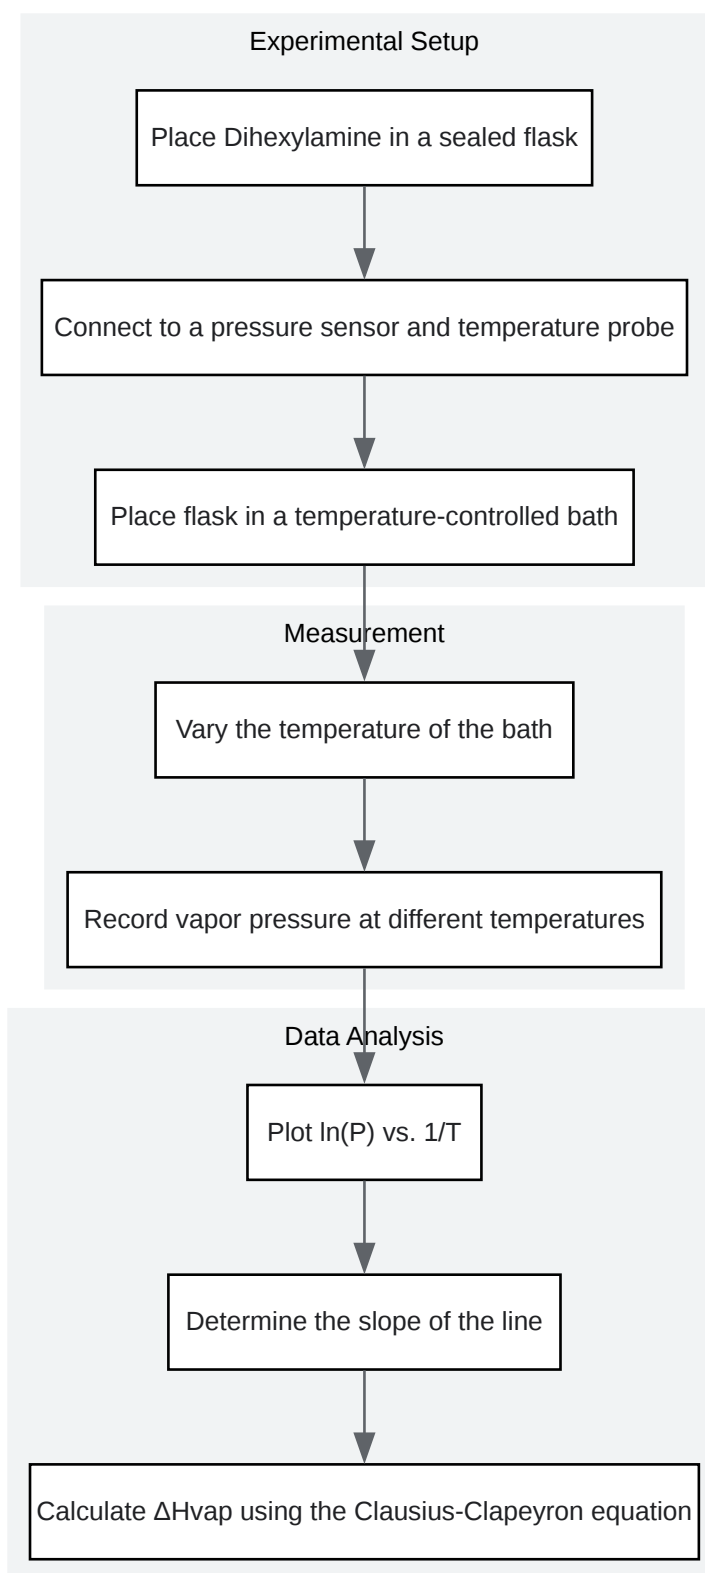 Experimental Setup
Place Dihexylamine in a sealed flask
Connect to a pressure sensor and temperature probe
Place flask in a temperature-controlled bath
Measurement
Vary the temperature of the bath
Record vapor pressure at different temperatures
Data Analysis
Plot ln(P) vs. 1/T
Determine the slope of the line
Calculate ΔHvap using the Clausius-Clapeyron equation